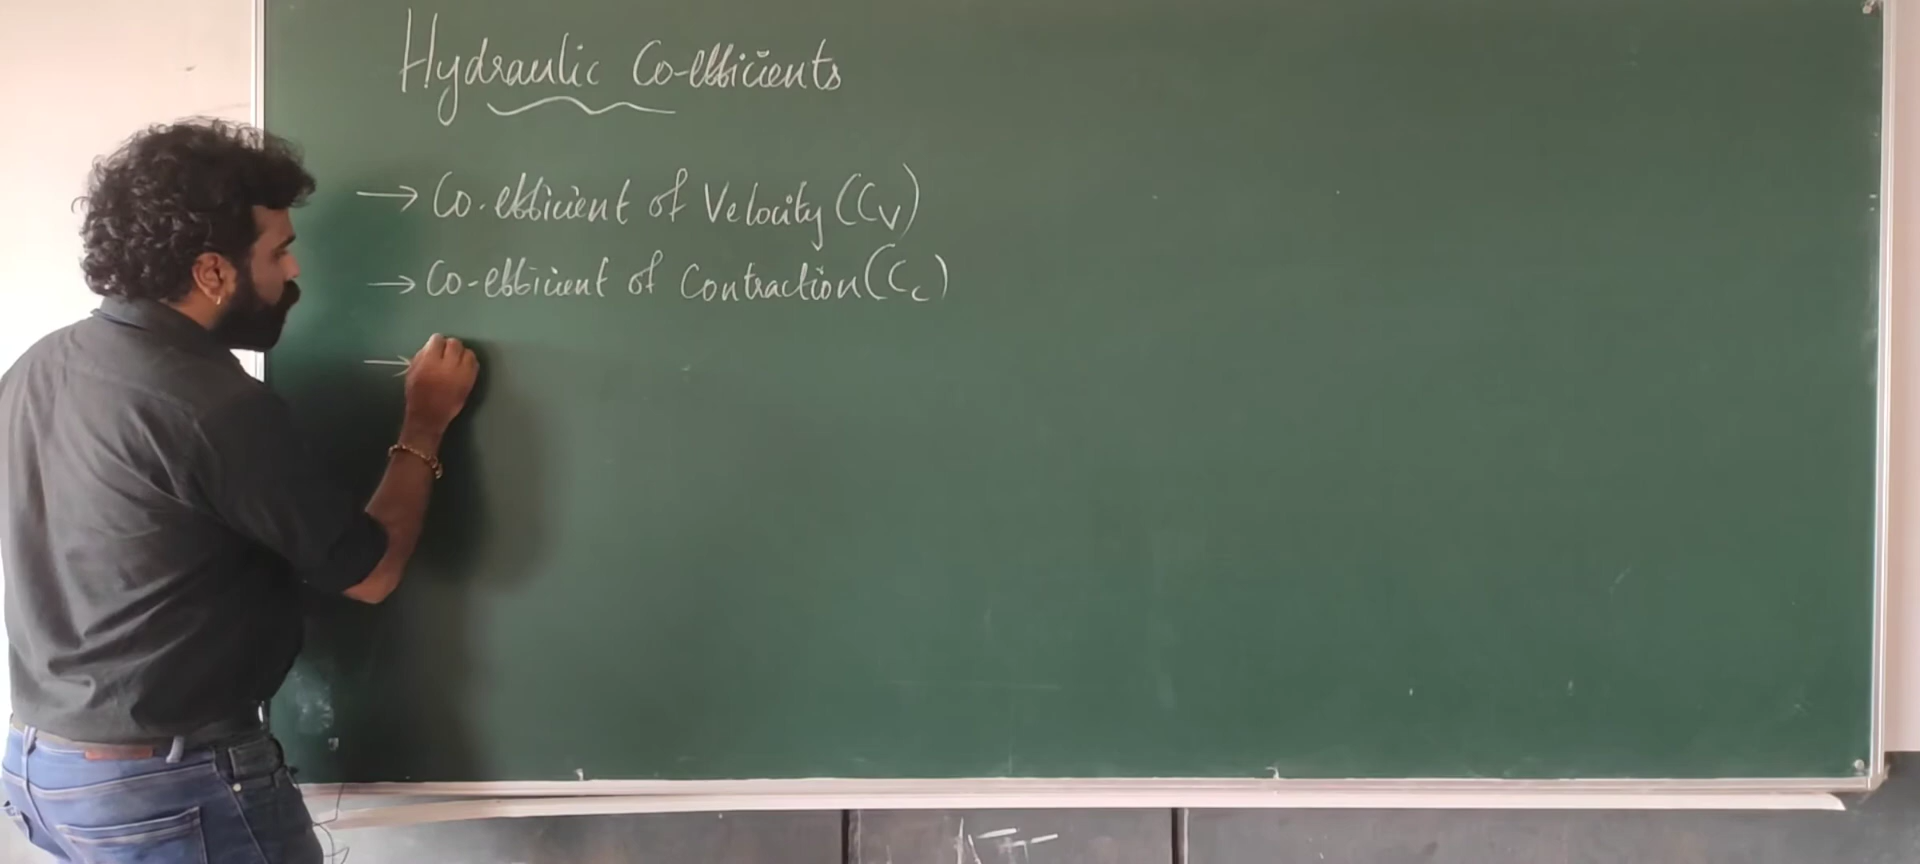 Hydraulic Co-efficients
→ Co-efficient of Velocity (Cv)
→ Co-efficient of Contraction (Cc)
→